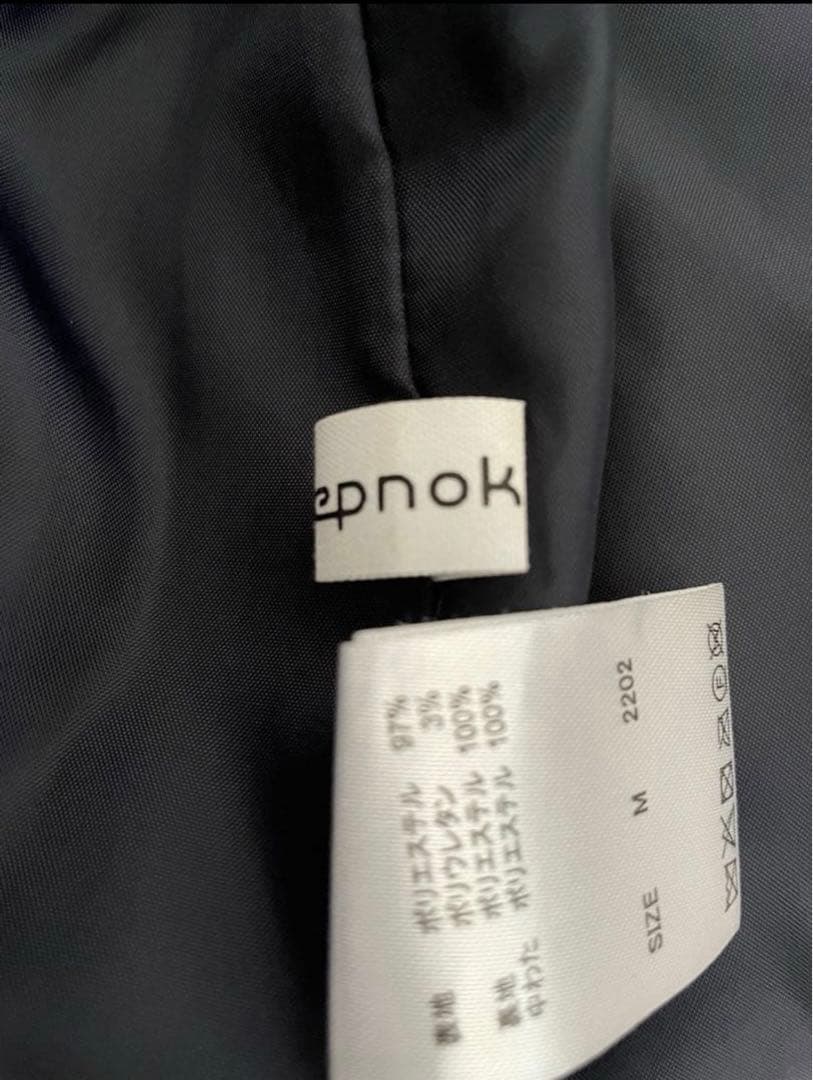 pnok
表地 ポリエステル 97%
ポリウレタン 3%
裏地 ポリエステル 100%
中わた ポリエステル 100%
SIZE M 2202